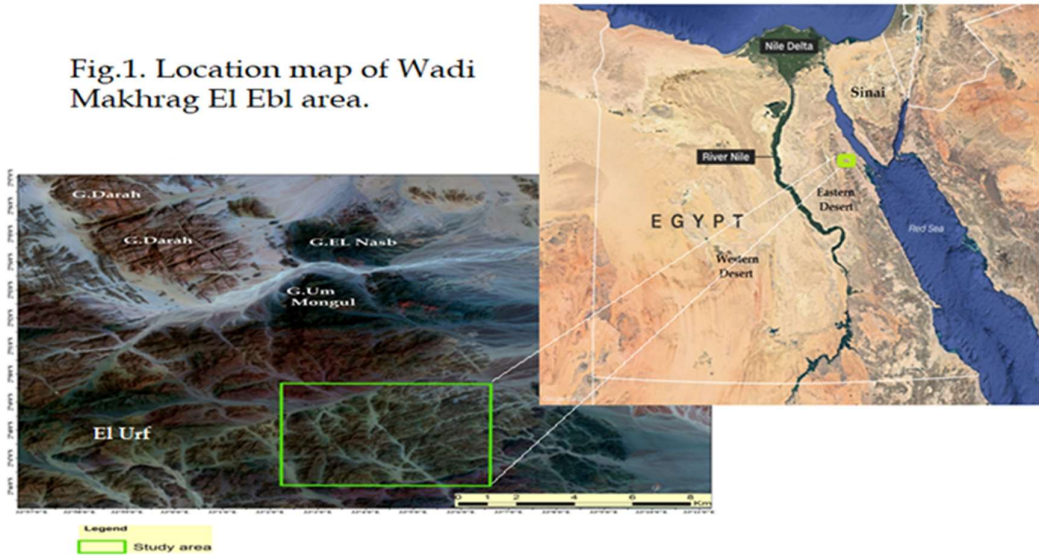 Fig.1. Location map of Wadi
Makhrag El Ebl area.
Nile Delta
Sinai
River Nile
Eastern
Desert
EGYPT
Western
Desert
Red Sea
G.Darah
G.Darah
G.EL Nasb
G.Um
Mongul
El Urf
0 1 2 4 6 8
Km
Legend
Study area